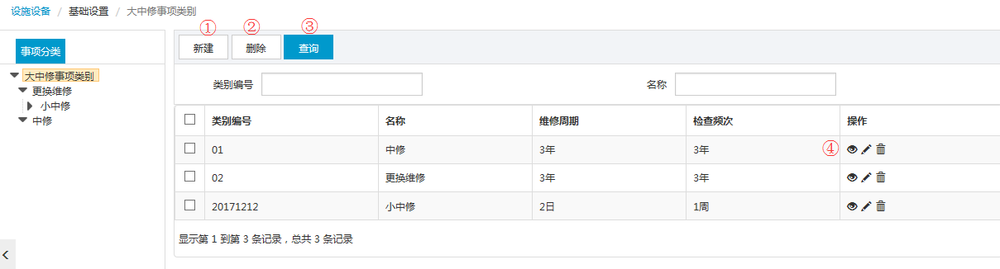 设施设备 / 基础设置 / 大中修事项类别
① ② ③
事项分类
新建 删除 查询
大中修事项类别
更换维修
小中修
中修
类别编号 名称
类别编号 名称 维修周期 检查频次 操作
01 中修 3年 3年 ④
02 更换维修 3年 3年
20171212 小中修 2日 1周
显示第 1 到第 3 条记录，总共 3 条记录